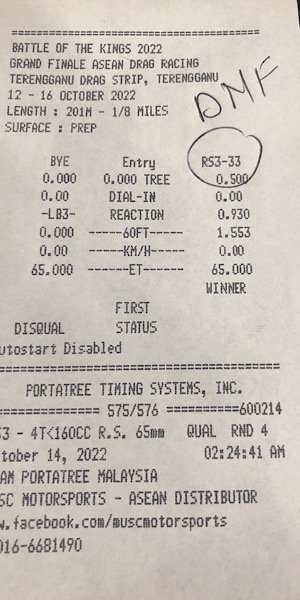 BATTLE OF THE KINGS 2022
GRAND FINALE ASEAN DRAG RACING
TERENGGANU DRAG STRIP, TERENGGANU
12 - 16 OCTOBER 2022
LENGTH : 201M - 1/8 MILES
SURFACE : PREP
DMF
BYE Entry RS3-33
0.000 0.000 TREE 0.500
0.00 DIAL-IN 0.00
-LB3- REACTION 0.930
0.000 -----60FT----- 1.553
0.00 -----KM/H----- 0.00
65.000 ------ET------ 65.000
WINNER
FIRST
DISQUAL STATUS
utostart Disabled
PORTATREE TIMING SYSTEMS, INC.
============ 575/576 ==========600214
S3 - 4T<160CC R.S. 65mm QUAL RND 4
tober 14, 2022 02:24:41 AM
AM PORTATREE MALAYSIA
SC MOTORSPORTS - ASEAN DISTRIBUTOR
w.facebook.com/muscmotorsports
016-6681490